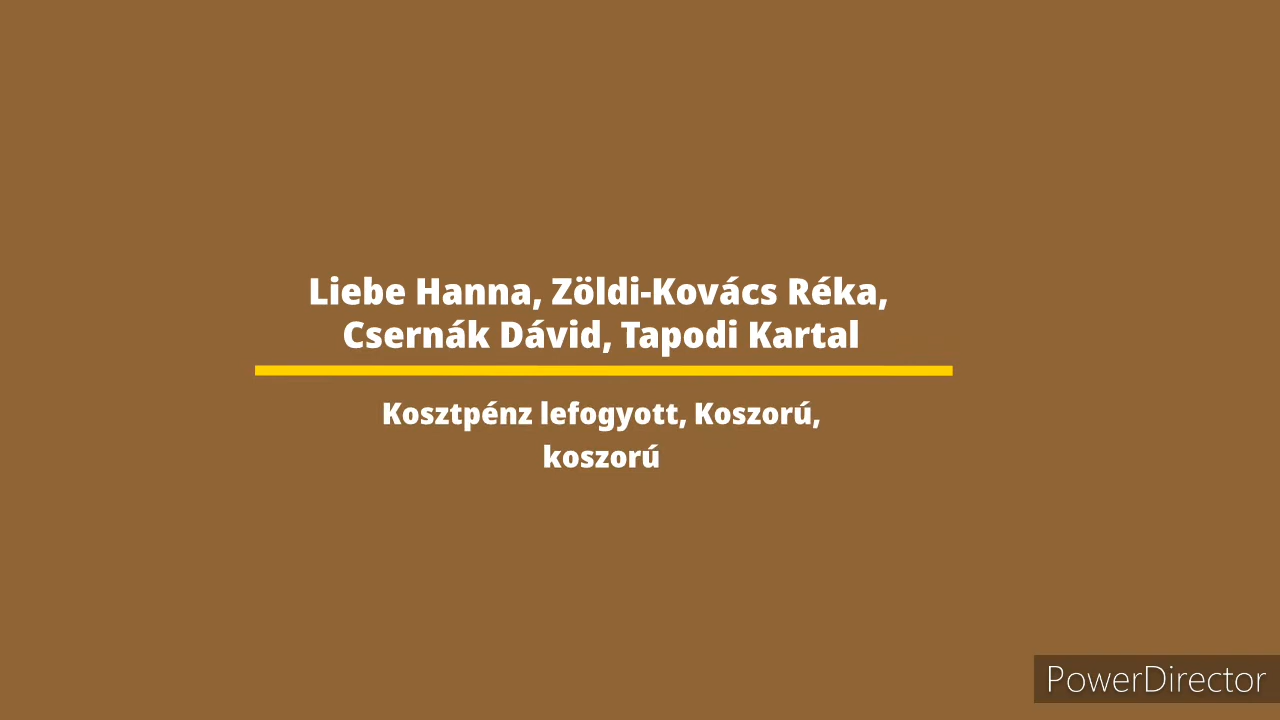 Liebe Hanna, Zöldi-Kovács Réka,
Csernák Dávid, Tapodi Kartal
Kosztpénz lefogyott, Koszorú,
koszorú
PowerDirector